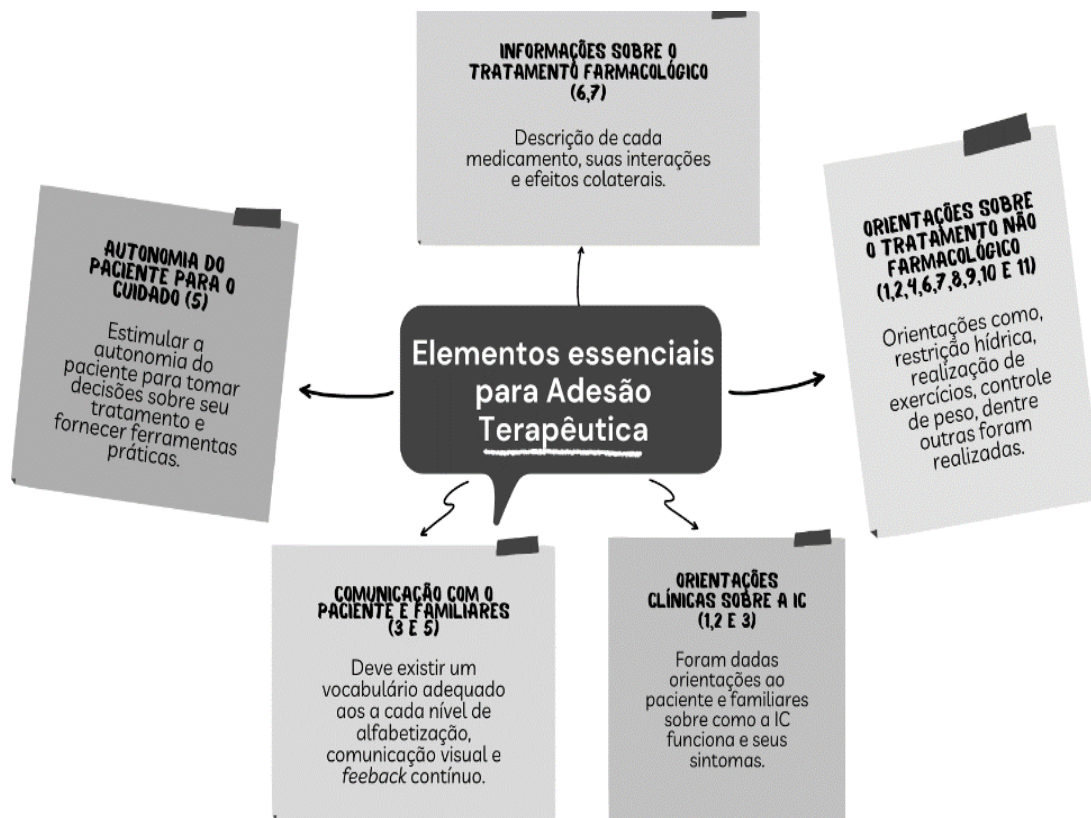 INFORMAÇÕES SOBRE O
TRATAMENTO FARMACOLÓGICO
(6,7)
Descrição de cada
medicamento, suas interações
e efeitos colaterais.
ORIENTAÇÕES SOBRE
O TRATAMENTO NÃO
FARMACOLÓGICO
(1,2,4,6,7,8,9,10 E 11)
Orientações como,
restrição hídrica,
realização de
exercícios, controle
de peso, dentre
outras foram
realizadas.
AUTONOMIA DO
PACIENTE PARA O
CUIDADO (5)
Estimular a
autonomia do
paciente para tomar
decisões sobre seu
tratamento e
fornecer ferramentas
práticas.
Elementos essenciais
para Adesão
Terapêutica
COMUNICAÇÃO COM O
PACIENTE E FAMILIARES
(3 E 5)
Deve existir um
vocabulário adequado
aos a cada nível de
alfabetização,
comunicação visual e
feeback contínuo.
ORIENTAÇÕES
CLÍNICAS SOBRE A IC
(1,2 E 3)
Foram dadas
orientações ao
paciente e familiares
sobre como a IC
funciona e seus
sintomas.